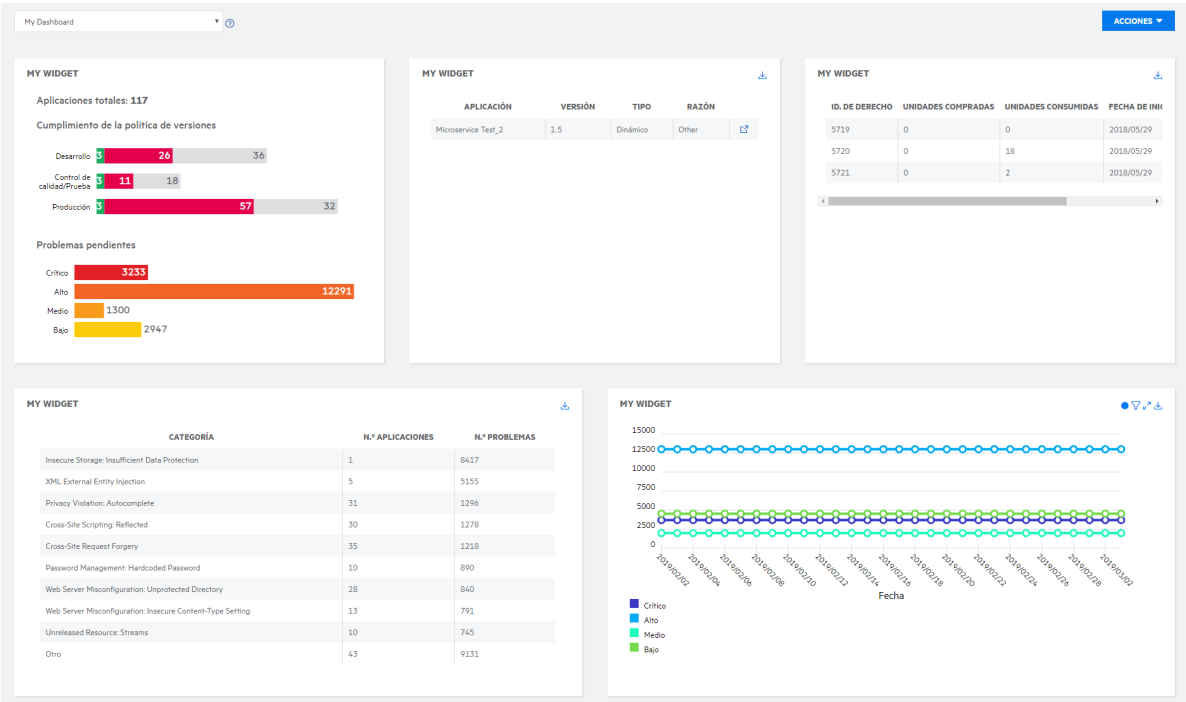 My Dashboard
ACCIONES
MY WIDGET
Aplicaciones totales: 117
Cumplimiento de la política de versiones
Desarrollo 3 26 36
Control de
calidad/Prueba 3 11 18
Producción 3 57 32
Problemas pendientes
Crítico 3233
Alto 12291
Medio 1300
Bajo 2947
MY WIDGET
APLICACIÓN VERSIÓN TIPO RAZÓN
Microservice Test_2 1.5 Dinámico Other
MY WIDGET
ID. DE DERECHO UNIDADES COMPRADAS UNIDADES CONSUMIDAS FECHA DE INIC
5719 0 0 2018/05/29
5720 0 18 2018/05/29
5721 0 2 2018/05/29
MY WIDGET
CATEGORÍA N.º APLICACIONES N.º PROBLEMAS
Insecure Storage: Insufficient Data Protection 1 8417
XML External Entity Injection 5 5155
Privacy Violation: Autocomplete 31 1296
Cross-Site Scripting: Reflected 30 1278
Cross-Site Request Forgery 35 1218
Password Management: Hardcoded Password 10 890
Web Server Misconfiguration: Unprotected Directory 28 840
Web Server Misconfiguration: Insecure Content-Type Setting 13 791
Unreleased Resource: Streams 10 745
Otro 43 9131
MY WIDGET
15000
12500
10000
7500
5000
2500
0
2019/02/02 2019/02/04 2019/02/06 2019/02/08 2019/02/10 2019/02/12 2019/02/14 2019/02/16 2019/02/18 2019/02/20 2019/02/22 2019/02/24 2019/02/26 2019/02/28 2019/03/02
Fecha
Crítico
Alto
Medio
Bajo